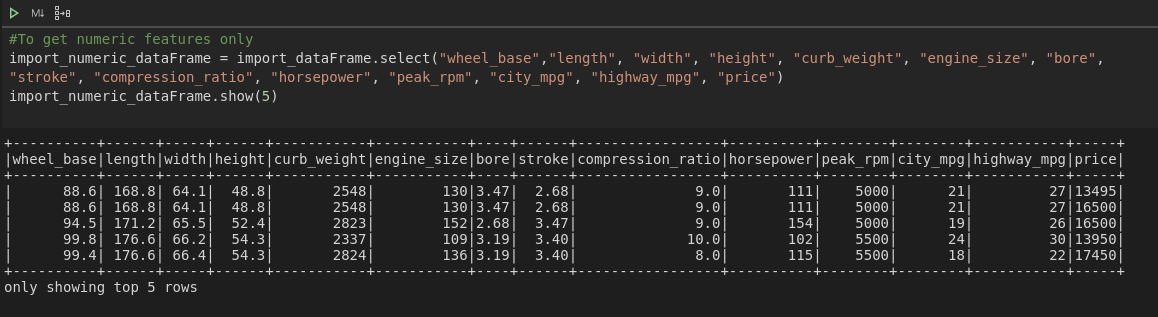 M↓
#To get numeric features only
import_numeric_dataFrame = import_dataFrame.select("wheel_base","length", "width", "height", "curb_weight", "engine_size", "bore",
"stroke", "compression_ratio", "horsepower", "peak_rpm", "city_mpg", "highway_mpg", "price")
import_numeric_dataFrame.show(5)
+----------+------+-----+------+-----------+-----------+----+------+-----------------+----------+--------+--------+-----------+-----+
|wheel_base|length|width|height|curb_weight|engine_size|bore|stroke|compression_ratio|horsepower|peak_rpm|city_mpg|highway_mpg|price|
+----------+------+-----+------+-----------+-----------+----+------+-----------------+----------+--------+--------+-----------+-----+
|      88.6| 168.8| 64.1|  48.8|       2548|        130|3.47|  2.68|              9.0|       111|    5000|      21|         27|13495|
|      88.6| 168.8| 64.1|  48.8|       2548|        130|3.47|  2.68|              9.0|       111|    5000|      21|         27|16500|
|      94.5| 171.2| 65.5|  52.4|       2823|        152|2.68|  3.47|              9.0|       154|    5000|      19|         26|16500|
|      99.8| 176.6| 66.2|  54.3|       2337|        109|3.19|  3.40|             10.0|       102|    5500|      24|         30|13950|
|      99.4| 176.6| 66.4|  54.3|       2824|        136|3.19|  3.40|              8.0|       115|    5500|      18|         22|17450|
+----------+------+-----+------+-----------+-----------+----+------+-----------------+----------+--------+--------+-----------+-----+
only showing top 5 rows